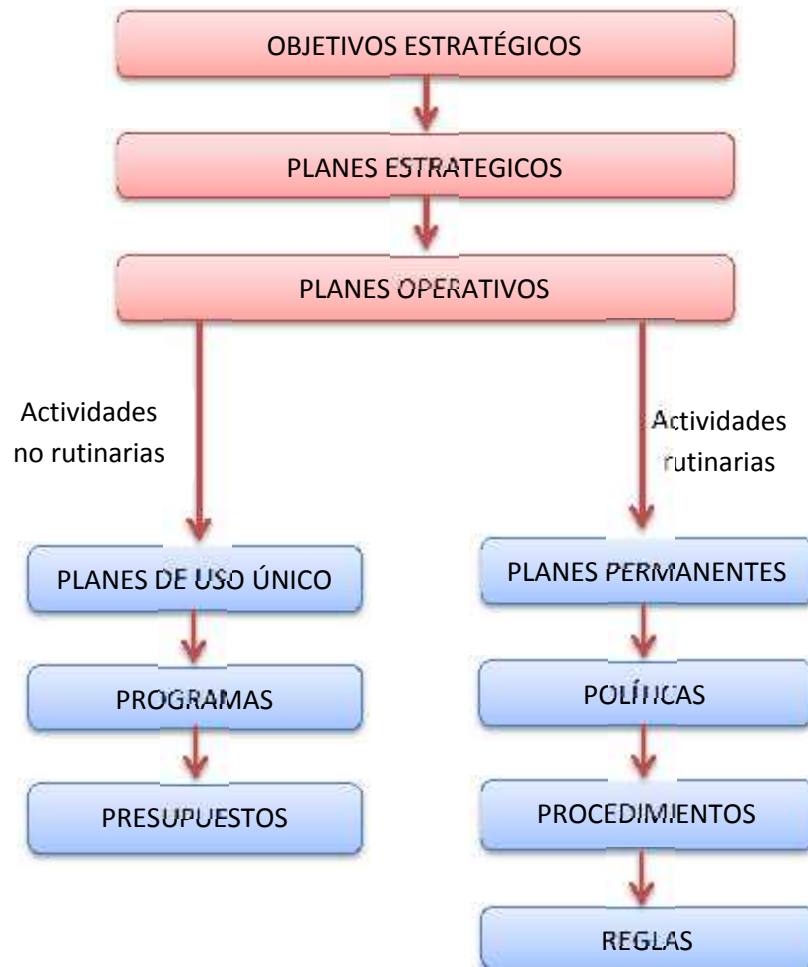 OBJETIVOS ESTRATÉGICOS
PLANES ESTRATEGICOS
PLANES OPERATIVOS
Actividades
no rutinarias
Actividades
rutinarias
PLANES DE USO ÚNICO
PROGRAMAS
PRESUPUESTOS
PLANES PERMANENTES
POLÍTICAS
PROCEDIMIENTOS
REGLAS